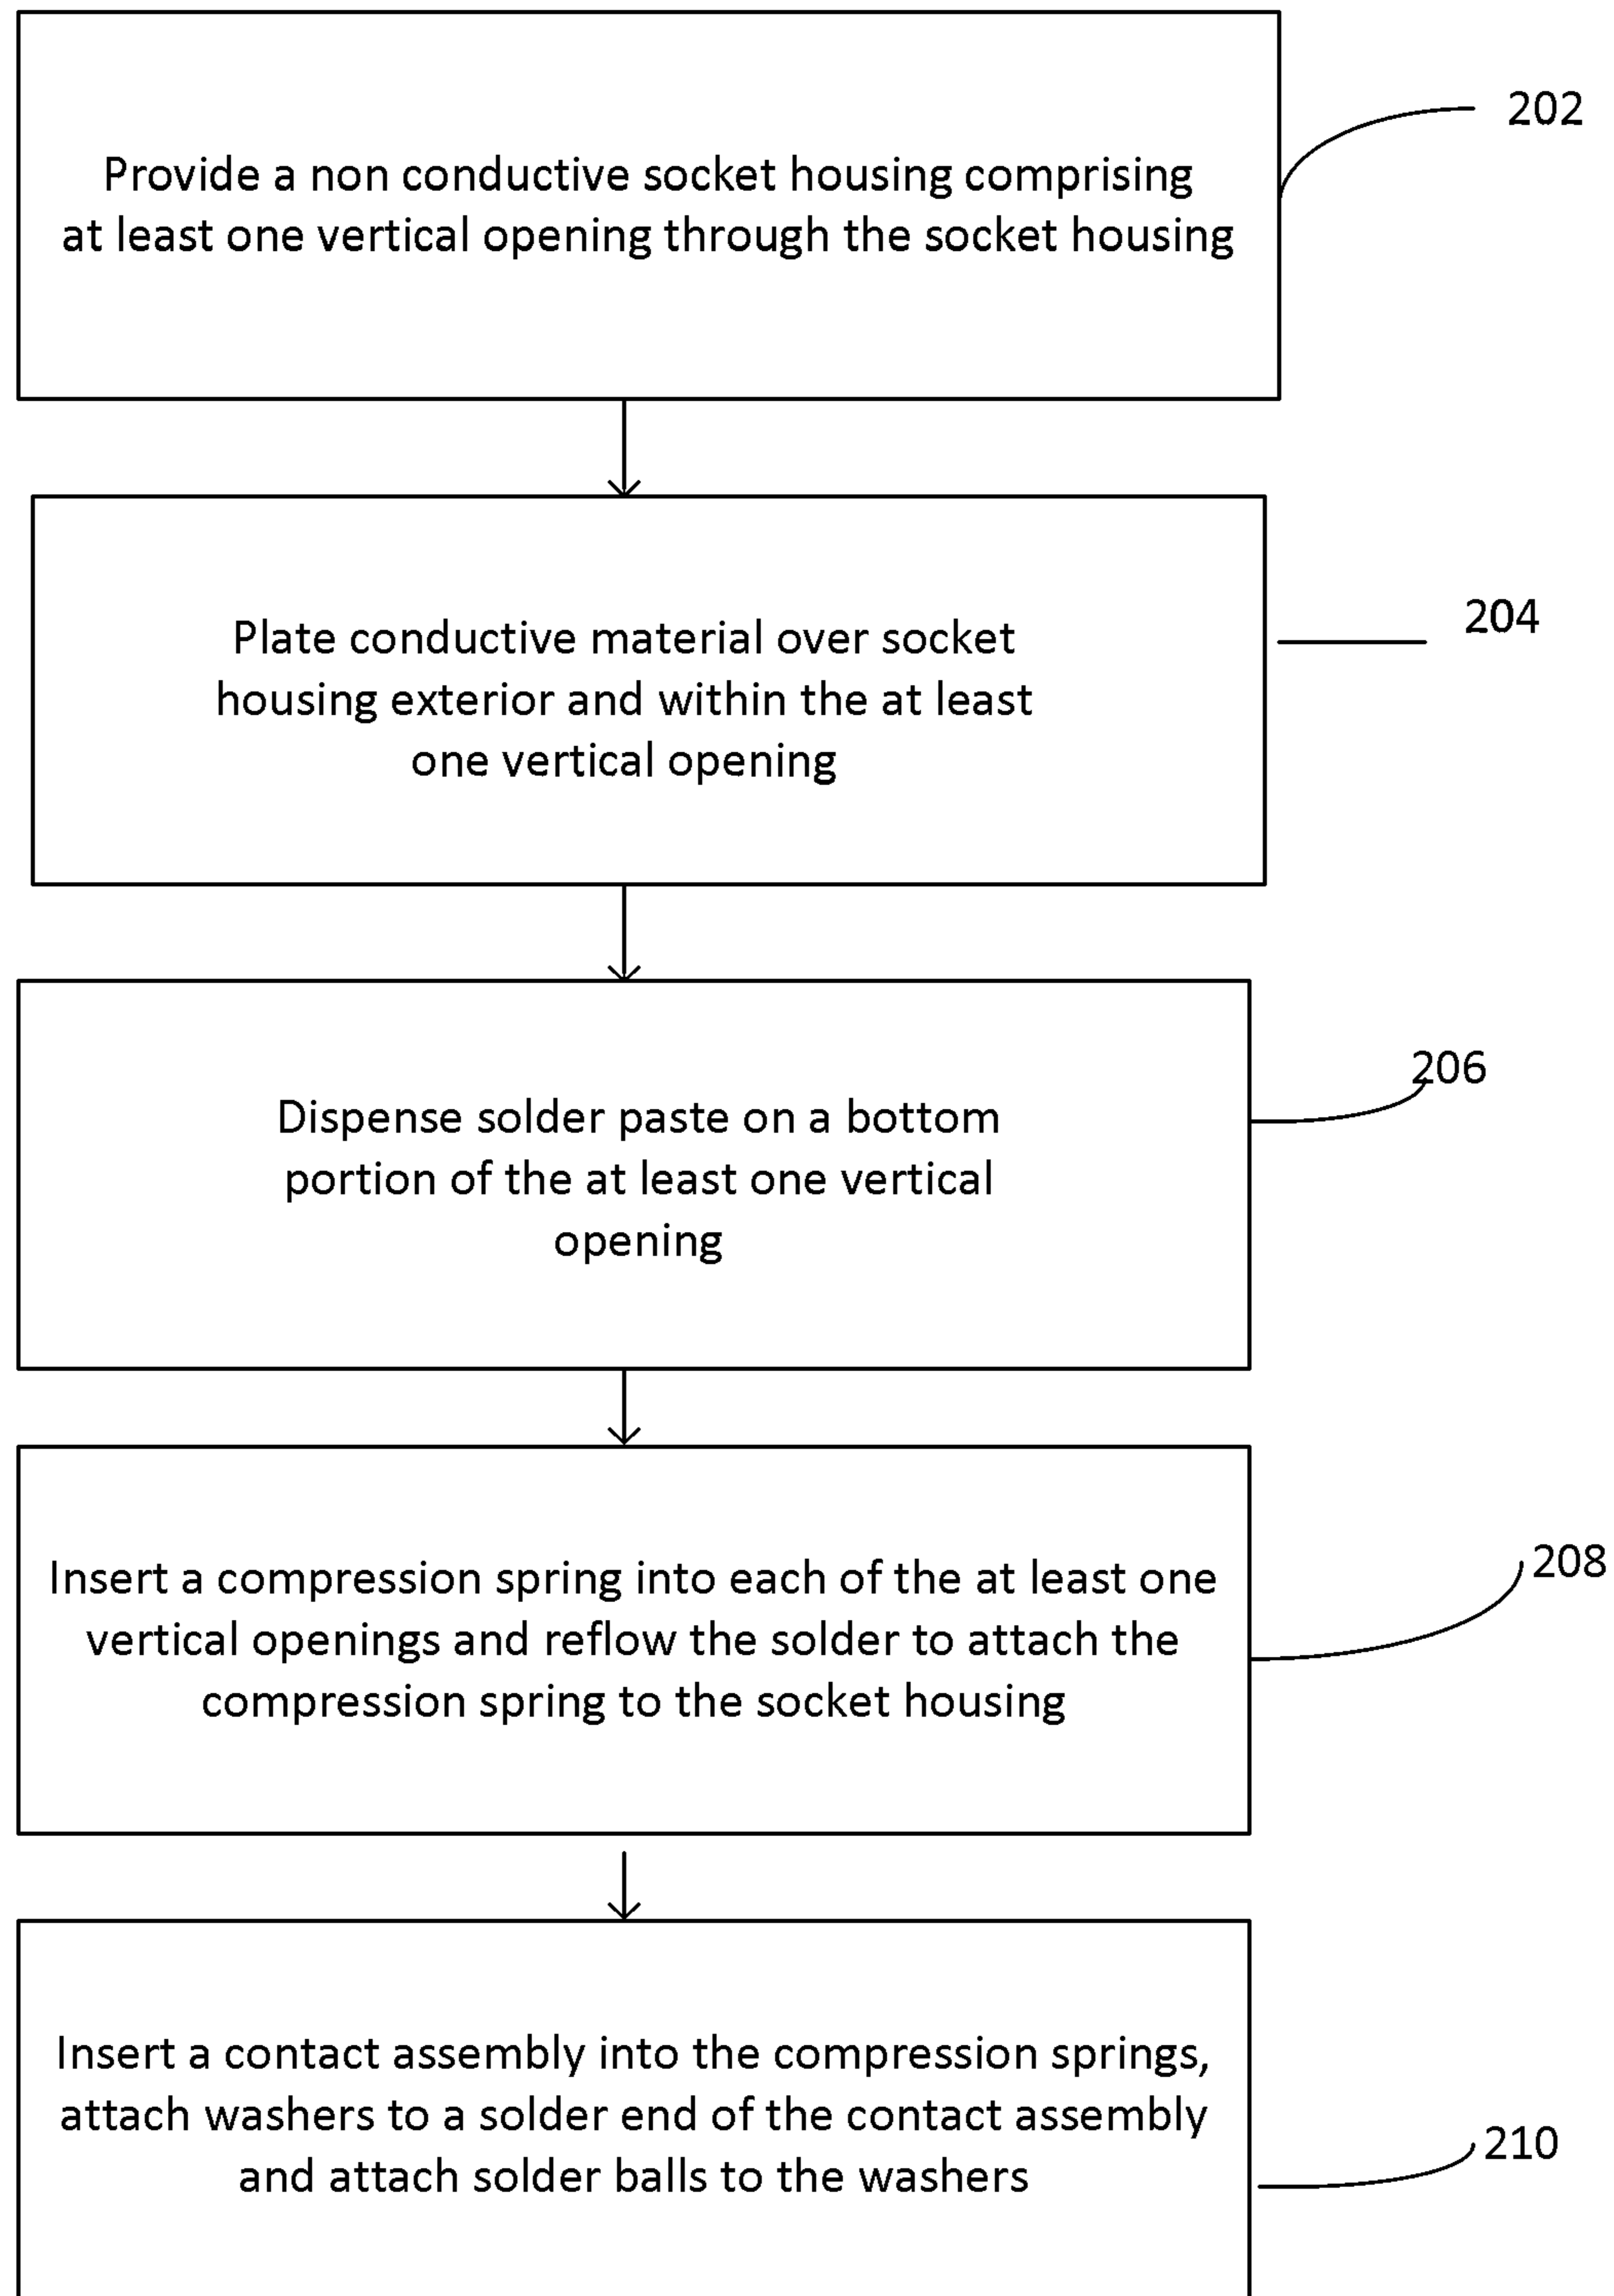 202
Provide a non conductive socket housing comprising
at least one vertical opening through the socket housing
204
Plate conductive material over socket
housing exterior and within the at least
one vertical opening
206
Dispense solder paste on a bottom
portion of the at least one vertical
opening
208
Insert a compression spring into each of the at least one
vertical openings and reflow the solder to attach the
compression spring to the socket housing
Insert a contact assembly into the compression springs,
attach washers to a solder end of the contact assembly
210
and attach solder balls to the washers